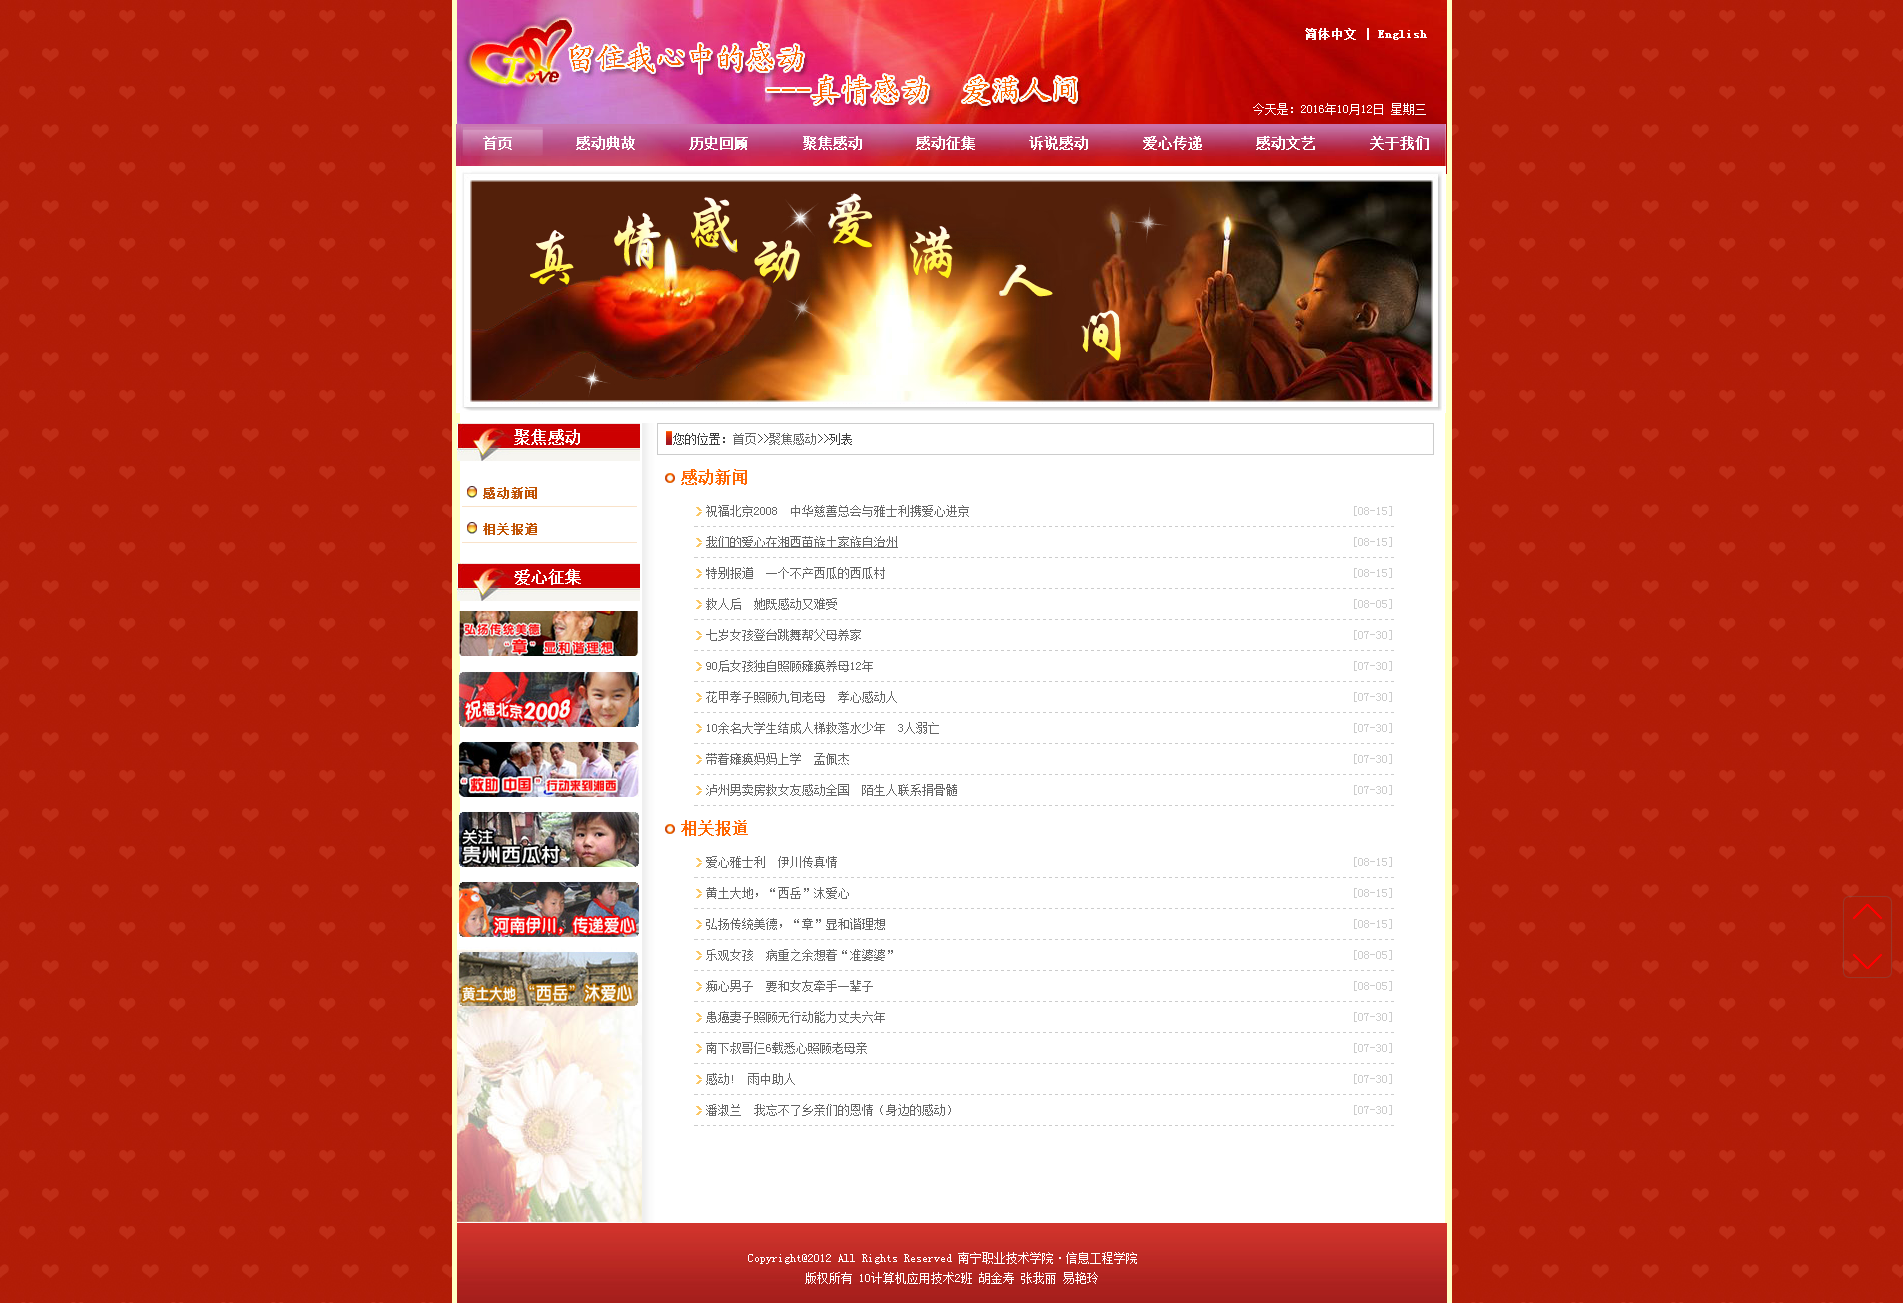 简体中文 | English
Love
留住我心中的感动
---真情感动 爱满人间
今天是：2016年10月12日 星期三
首页 感动典故 历史回顾 聚焦感动 感动征集 诉说感动 爱心传递 感动文艺 关于我们
真情感动爱满人间
聚焦感动
感动新闻
相关报道
爱心征集
弘扬传统美德
“章”显和谐理想
祝福北京2008
“救助 中国”行动来到湘西
关注
贵州西瓜村
河南伊川，传递爱心
黄土大地 “西岳” 沐爱心
您的位置：首页>>聚焦感动>>列表
感动新闻
祝福北京2008　中华慈善总会与雅士利携爱心进京 [08-15]
我们的爱心在湘西苗族土家族自治州 [08-15]
特别报道　一个不产西瓜的西瓜村 [08-15]
救人后　她既感动又难受 [08-05]
七岁女孩登台跳舞帮父母养家 [07-30]
90后女孩独自照顾瘫痪养母12年 [07-30]
花甲孝子照顾九旬老母　孝心感动人 [07-30]
10余名大学生结成人梯救落水少年　3人溺亡 [07-30]
带着瘫痪妈妈上学　孟佩杰 [07-30]
泸州男卖房救女友感动全国　陌生人联系捐骨髓 [07-30]
相关报道
爱心雅士利　伊川传真情 [08-15]
黄土大地，“西岳”沐爱心 [08-15]
弘扬传统美德，“章”显和谐理想 [08-15]
乐观女孩　病重之余想着“准婆婆” [08-05]
痴心男子　要和女友牵手一辈子 [08-05]
患癌妻子照顾无行动能力丈夫六年 [07-30]
南下叔哥仨6载悉心照顾老母亲 [07-30]
感动！　雨中助人 [07-30]
潘淑兰　我忘不了乡亲们的恩情（身边的感动） [07-30]
Copyright@2012 All Rights Reserved 南宁职业技术学院·信息工程学院
版权所有 10计算机应用技术2班 胡金寿 张我丽 易艳玲